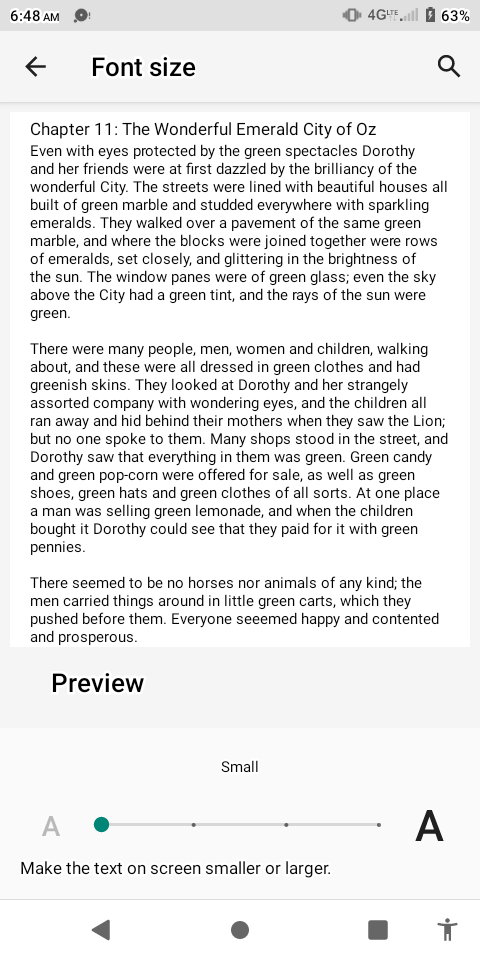 6:48 AM 4G LTE 63%
Font size
Chapter 11: The Wonderful Emerald City of Oz
Even with eyes protected by the green spectacles Dorothy
and her friends were at first dazzled by the brilliancy of the
wonderful City. The streets were lined with beautiful houses all
built of green marble and studded everywhere with sparkling
emeralds. They walked over a pavement of the same green
marble, and where the blocks were joined together were rows
of emeralds, set closely, and glittering in the brightness of
the sun. The window panes were of green glass; even the sky
above the City had a green tint, and the rays of the sun were
green.
There were many people, men, women and children, walking
about, and these were all dressed in green clothes and had
greenish skins. They looked at Dorothy and her strangely
assorted company with wondering eyes, and the children all
ran away and hid behind their mothers when they saw the Lion;
but no one spoke to them. Many shops stood in the street, and
Dorothy saw that everything in them was green. Green candy
and green pop-corn were offered for sale, as well as green
shoes, green hats and green clothes of all sorts. At one place
a man was selling green lemonade, and when the children
bought it Dorothy could see that they paid for it with green
pennies.
There seemed to be no horses nor animals of any kind; the
men carried things around in little green carts, which they
pushed before them. Everyone seeemed happy and contented
and prosperous.
Preview
Small
A A
Make the text on screen smaller or larger.